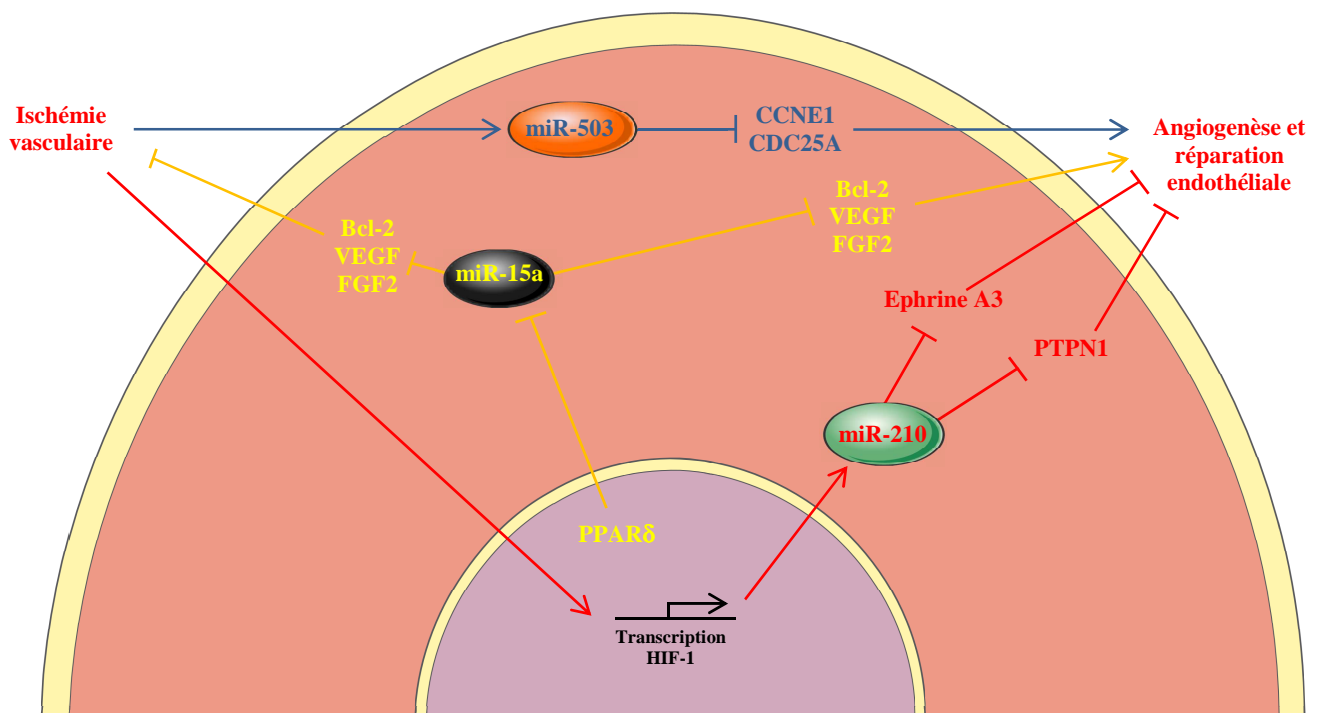 Ischémie
vasculaire
miR-503
CCNE1
CDC25A
Angiogenèse et
réparation
endothéliale
Bcl-2
VEGF
FGF2
miR-15a
Bcl-2
VEGF
FGF2
Ephrine A3
PTPN1
miR-210
PPARδ
Transcription
HIF-1